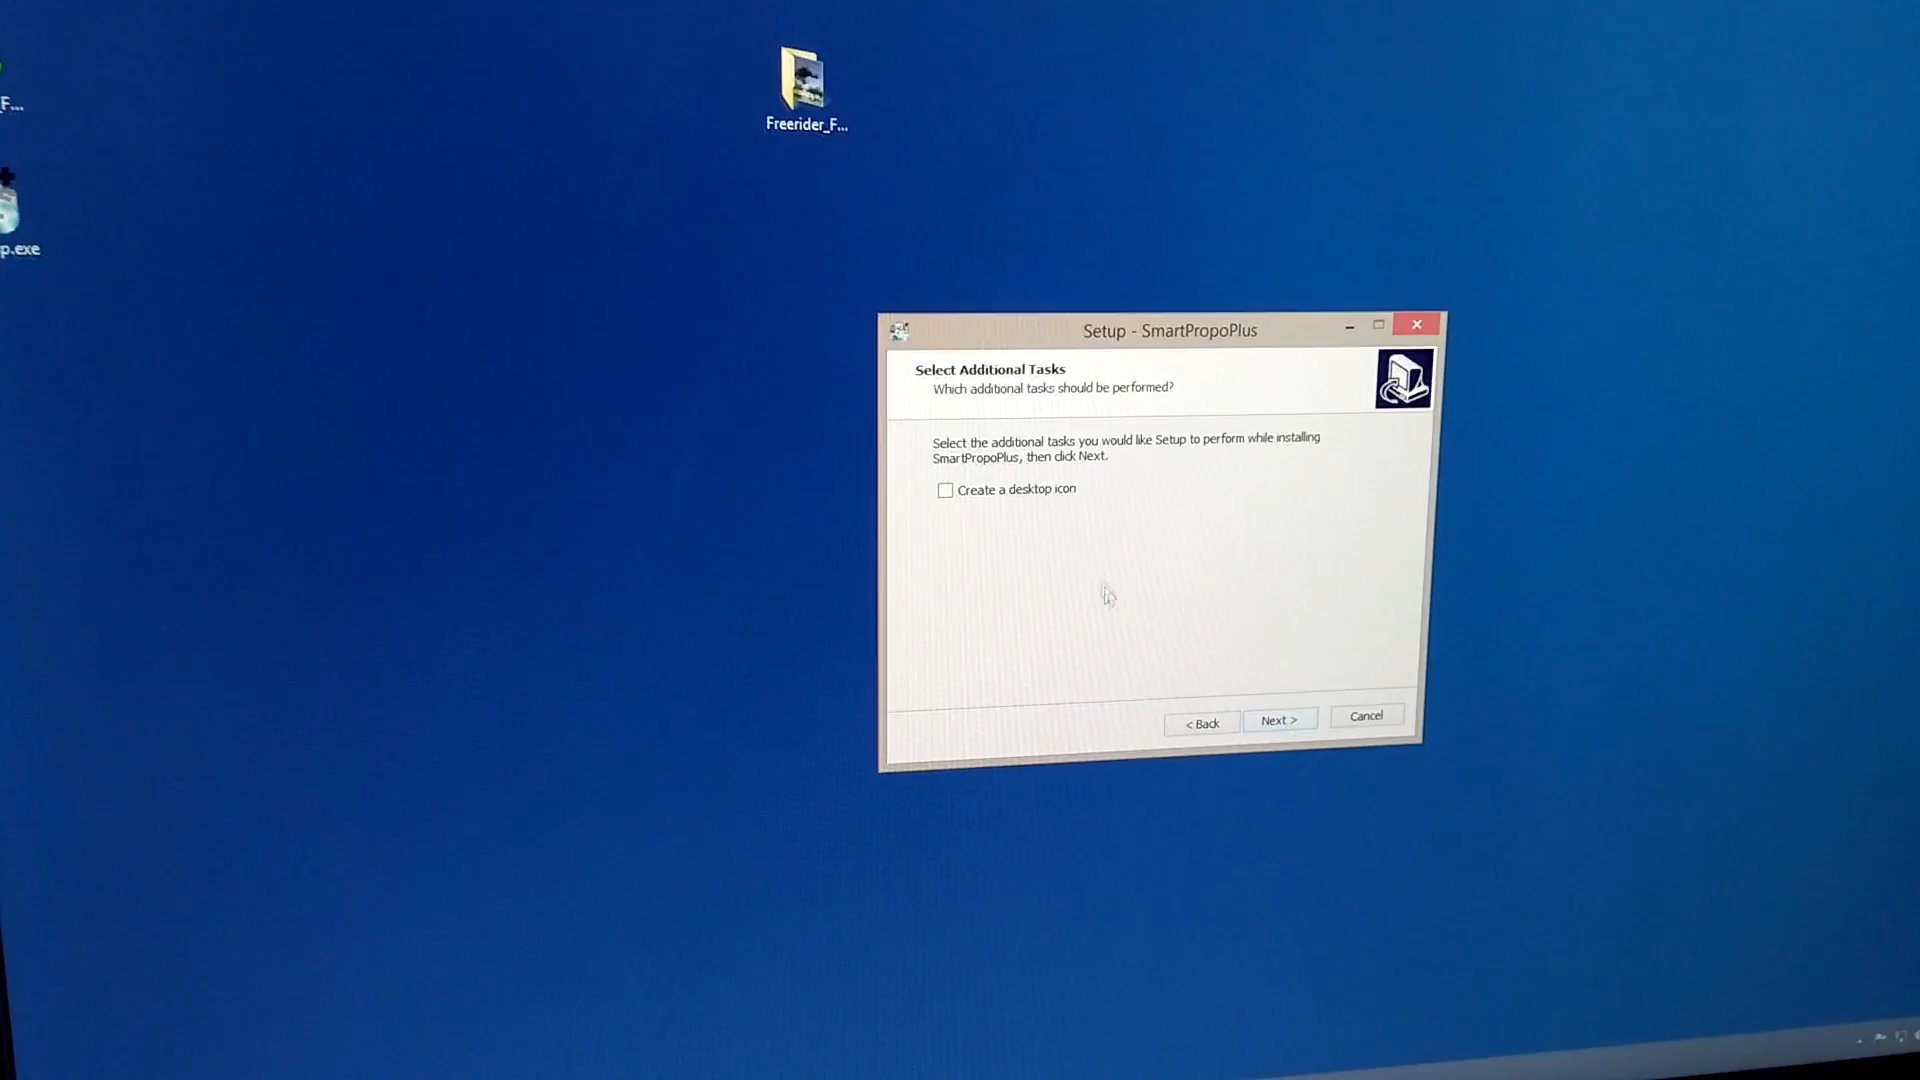 F...
Freerider_F...
p.exe
Setup - SmartPropoPlus
Select Additional Tasks
Which additional tasks should be performed?
Select the additional tasks you would like Setup to perform while installing
SmartPropoPlus, then click Next.
Create a desktop icon
< Back
Next >
Cancel